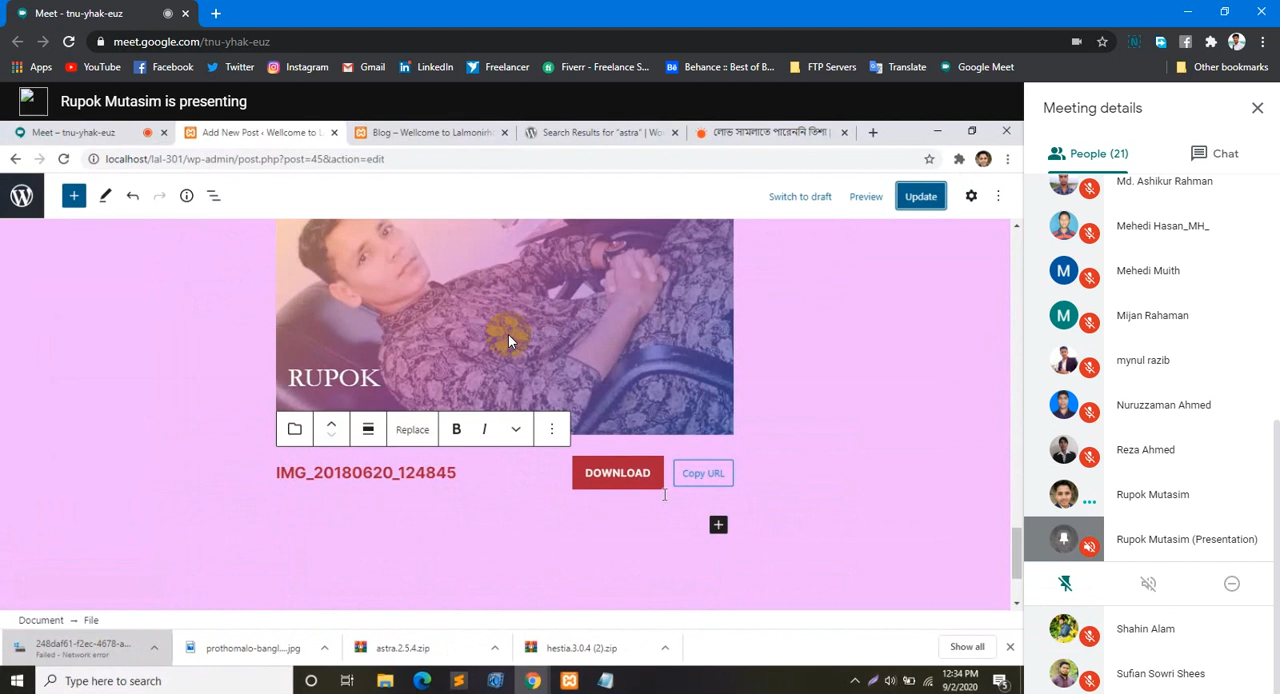 Meet - tnu-yhak-euz
meet.google.com/tnu-yhak-euz
Apps YouTube Facebook Twitter Instagram Gmail LinkedIn Freelancer Fiverr - Freelance S... Behance :: Best of B... FTP Servers Translate Google Meet Other bookmarks
Rupok Mutasim is presenting
Meet – tnu-yhak-euz
Add New Post ‹ Wellcome to L
Blog – Wellcome to Lalmonirh
Search Results for "astra" | Wo
লোভ সামলাতে পারেননি তিশা |
localhost/lal-301/wp-admin/post.php?post=45&action=edit
Switch to draft Preview Update
RUPOK
Replace B I
IMG_20180620_124845 DOWNLOAD Copy URL
Document → File
248daf61-f2ec-4678-a...
Failed - Network error
prothomalo-bangl....jpg
astra.2.5.4.zip
hestia.3.0.4 (2).zip
Show all
Type here to search
12:34 PM
9/2/2020
5
Meeting details
People (21) Chat
Md. Ashikur Rahman
Mehedi Hasan_MH_
M Mehedi Muith
M Mijan Rahaman
mynul razib
Nuruzzaman Ahmed
Reza Ahmed
Rupok Mutasim
Rupok Mutasim (Presentation)
Shahin Alam
Sufian Sowri Shees